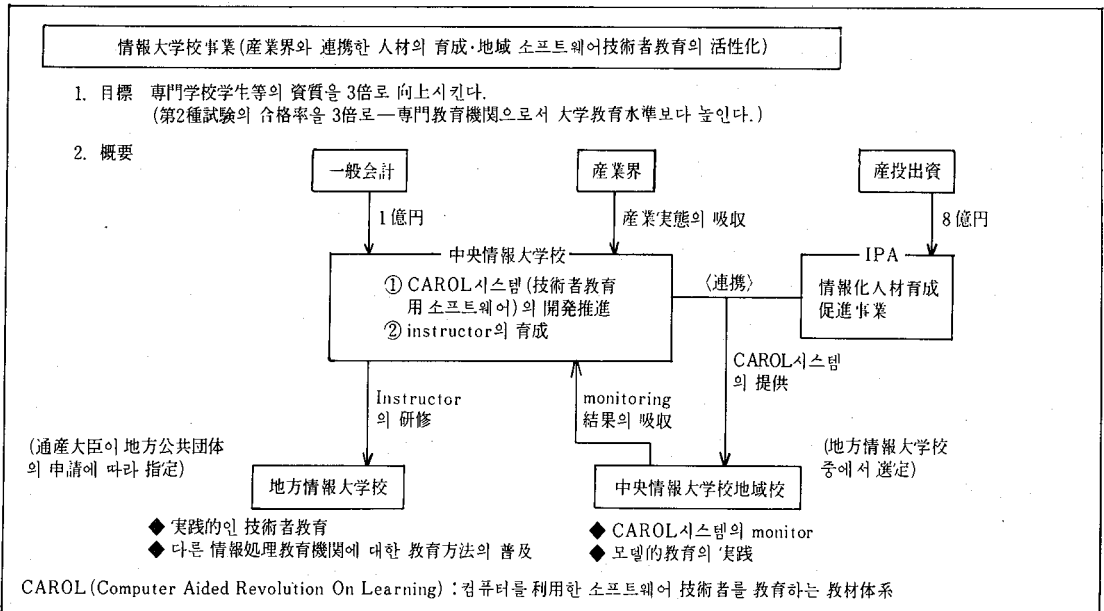 情報大学校事業(産業界와 連携한 人材의 育成·地域 소프트웨어技術者教育의 活性化)
1. 目標 専門学校学生等의 資質을 3倍로 向上시킨다.
(第2種試験의 合格率을 3倍로—専門教育機関으로서 大学教育水準보다 높인다.)
2. 概要
一般会計 産業界 産投出資
1億円 産業実態의 吸収 8億円
中央情報大学校 IPA
① CAROL시스템(技術者教育
用 소프트웨어)의 開発推進
② instructor의 育成
〈連携〉
情報化人材育成
促進事業
CAROL시스템
의 提供
Instructor
의 研修
monitoring
結果의 吸収
(通産大臣이 地方公共団体
의 申請에 따라 指定)
(地方情報大学校
中에서 選定)
地方情報大学校 中央情報大学校地域校
◆ 実践的인 技術者教育
◆ 다른 情報処理教育機関에 대한 教育方法의 普及
◆ CAROL시스템의 monitor
◆ 모델的教育의 実践
CAROL(Computer Aided Revolution On Learning) : 컴퓨터를 利用한 소프트웨어 技術者를 教育하는 教材体系